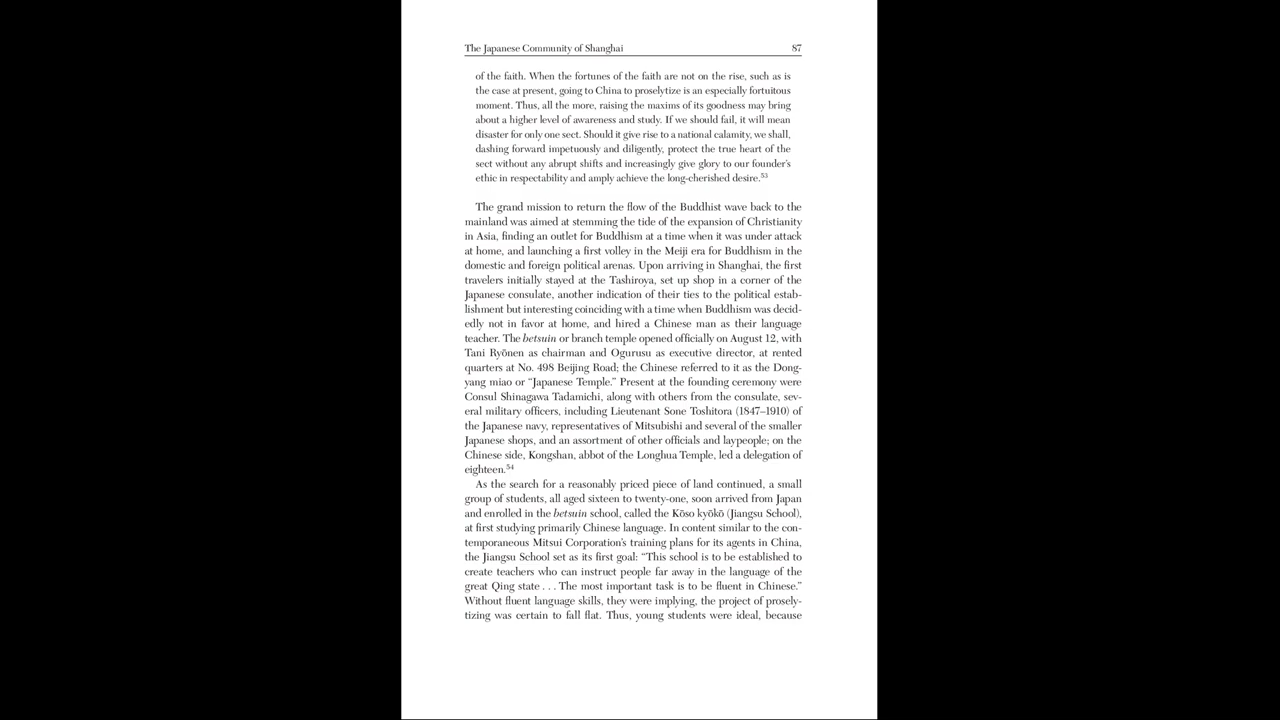 The Japanese Community of Shanghai 87
of the faith. When the fortunes of the faith are not on the rise, such as is
the case at present, going to China to proselytize is an especially fortuitous
moment. Thus, all the more, raising the maxims of its goodness may bring
about a higher level of awareness and study. If we should fail, it will mean
disaster for only one sect. Should it give rise to a national calamity, we shall,
dashing forward impetuously and diligently, protect the true heart of the
sect without any abrupt shifts and increasingly give glory to our founder's
ethic in respectability and amply achieve the long-cherished desire.53
The grand mission to return the flow of the Buddhist wave back to the
mainland was aimed at stemming the tide of the expansion of Christianity
in Asia, finding an outlet for Buddhism at a time when it was under attack
at home, and launching a first volley in the Meiji era for Buddhism in the
domestic and foreign political arenas. Upon arriving in Shanghai, the first
travelers initially stayed at the Tashiroya, set up shop in a corner of the
Japanese consulate, another indication of their ties to the political estab-
lishment but interesting coinciding with a time when Buddhism was decid-
edly not in favor at home, and hired a Chinese man as their language
teacher. The betsuin or branch temple opened officially on August 12, with
Tani Ryōnen as chairman and Ogurusu as executive director, at rented
quarters at No. 498 Beijing Road; the Chinese referred to it as the Dong-
yang miao or “Japanese Temple.” Present at the founding ceremony were
Consul Shinagawa Tadamichi, along with others from the consulate, sev-
eral military officers, including Lieutenant Sone Toshitora (1847–1910) of
the Japanese navy, representatives of Mitsubishi and several of the smaller
Japanese shops, and an assortment of other officials and laypeople; on the
Chinese side, Kongshan, abbot of the Longhua Temple, led a delegation of
eighteen.54
As the search for a reasonably priced piece of land continued, a small
group of students, all aged sixteen to twenty-one, soon arrived from Japan
and enrolled in the betsuin school, called the Kōso kyōkō (Jiangsu School),
at first studying primarily Chinese language. In content similar to the con-
temporaneous Mitsui Corporation's training plans for its agents in China,
the Jiangsu School set as its first goal: “This school is to be established to
create teachers who can instruct people far away in the language of the
great Qing state . . . The most important task is to be fluent in Chinese.”
Without fluent language skills, they were implying, the project of prosely-
tizing was certain to fall flat. Thus, young students were ideal, because